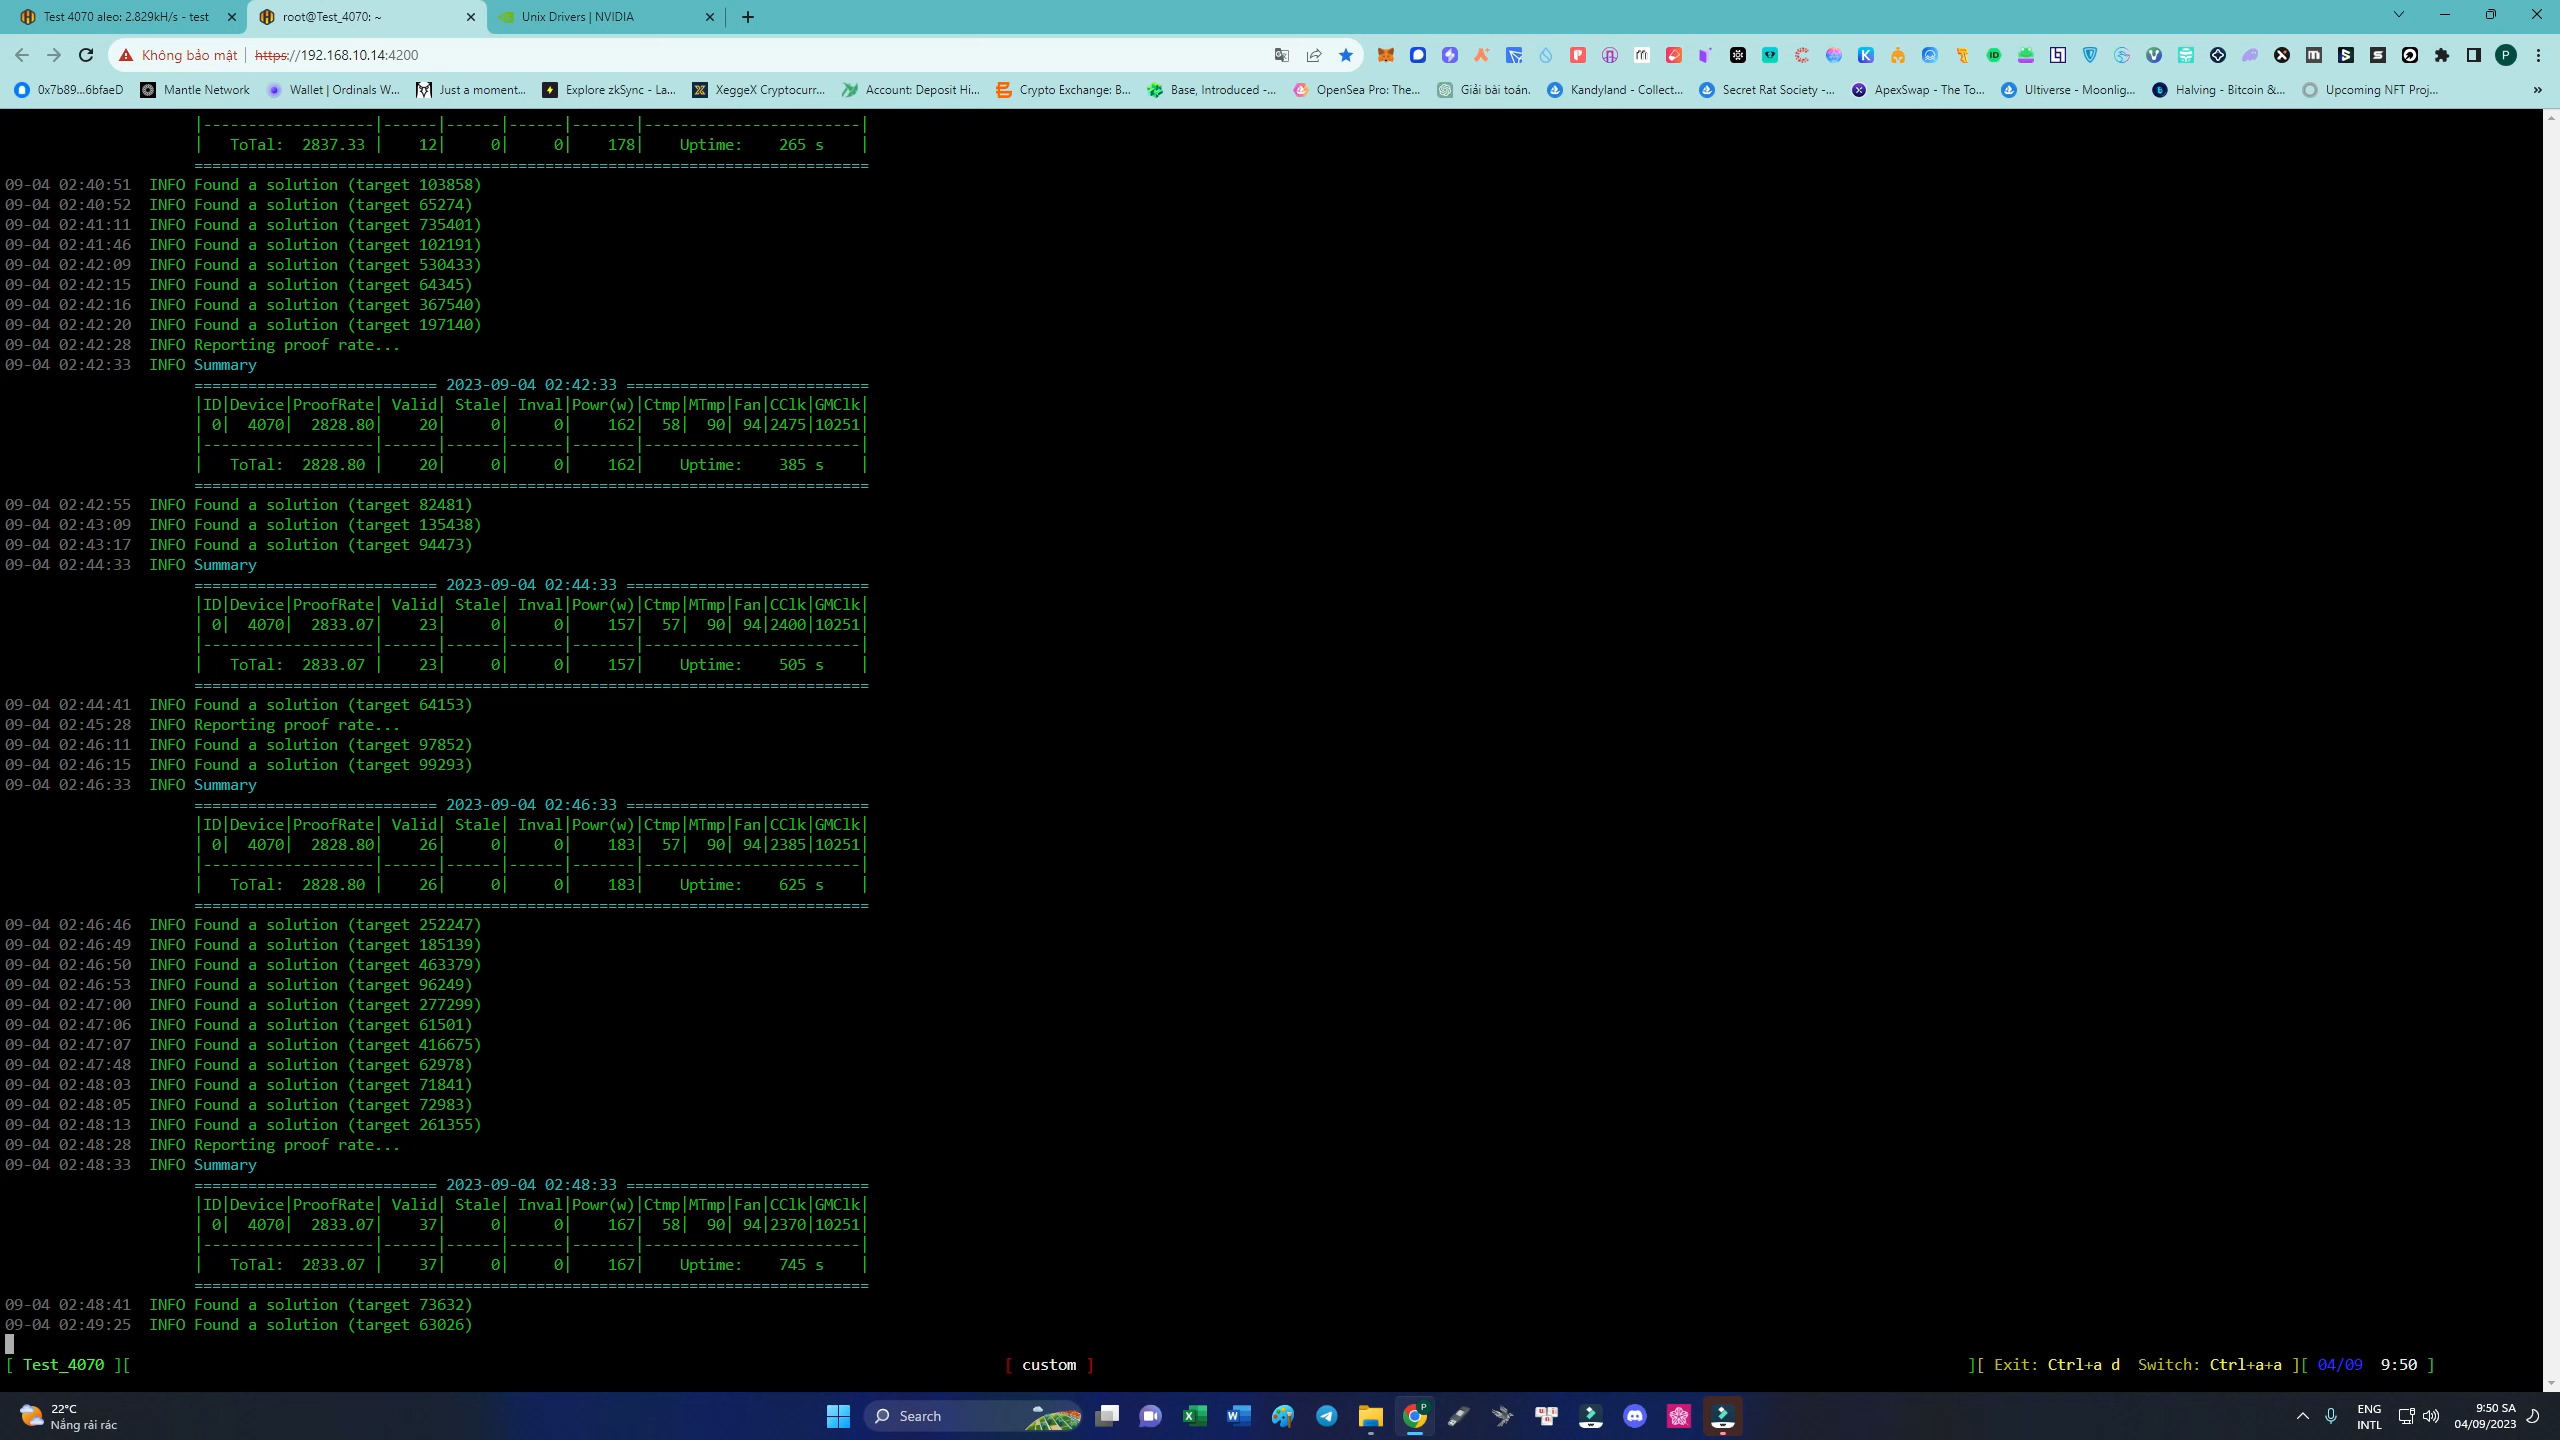 Test 4070 aleo: 2.829kH/s - test
root@Test_4070: ~
Unix Drivers | NVIDIA
Không bảo mật
https://192.168.10.14:4200
0x7b89...6bfaeD
Mantle Network
Wallet | Ordinals W...
Just a moment...
Explore zkSync - La...
XeggeX Cryptocurr...
Account: Deposit Hi...
Crypto Exchange: B...
Base, Introduced -...
OpenSea Pro: The...
Giải bài toán.
Kandyland - Collect...
Secret Rat Society -...
ApexSwap - The To...
Ultiverse - Moonlig...
Halving - Bitcoin &...
Upcoming NFT Proj...
|-------------------|------|------|------|-------|------------------------|
| ToTal: 2837.33 | 12| 0| 0| 178| Uptime: 265 s |
===========================================================================
09-04 02:40:51 INFO Found a solution (target 103858)
09-04 02:40:52 INFO Found a solution (target 65274)
09-04 02:41:11 INFO Found a solution (target 735401)
09-04 02:41:46 INFO Found a solution (target 102191)
09-04 02:42:09 INFO Found a solution (target 530433)
09-04 02:42:15 INFO Found a solution (target 64345)
09-04 02:42:16 INFO Found a solution (target 367540)
09-04 02:42:20 INFO Found a solution (target 197140)
09-04 02:42:28 INFO Reporting proof rate...
09-04 02:42:33 INFO Summary
=========================== 2023-09-04 02:42:33 ===========================
|ID|Device|ProofRate| Valid| Stale| Inval|Powr(w)|Ctmp|MTmp|Fan|CClk|GMClk|
| 0| 4070| 2828.80| 20| 0| 0| 162| 58| 90| 94|2475|10251|
|-------------------|------|------|------|-------|------------------------|
| ToTal: 2828.80 | 20| 0| 0| 162| Uptime: 385 s |
===========================================================================
09-04 02:42:55 INFO Found a solution (target 82481)
09-04 02:43:09 INFO Found a solution (target 135438)
09-04 02:43:17 INFO Found a solution (target 94473)
09-04 02:44:33 INFO Summary
=========================== 2023-09-04 02:44:33 ===========================
|ID|Device|ProofRate| Valid| Stale| Inval|Powr(w)|Ctmp|MTmp|Fan|CClk|GMClk|
| 0| 4070| 2833.07| 23| 0| 0| 157| 57| 90| 94|2400|10251|
|-------------------|------|------|------|-------|------------------------|
| ToTal: 2833.07 | 23| 0| 0| 157| Uptime: 505 s |
===========================================================================
09-04 02:44:41 INFO Found a solution (target 64153)
09-04 02:45:28 INFO Reporting proof rate...
09-04 02:46:11 INFO Found a solution (target 97852)
09-04 02:46:15 INFO Found a solution (target 99293)
09-04 02:46:33 INFO Summary
=========================== 2023-09-04 02:46:33 ===========================
|ID|Device|ProofRate| Valid| Stale| Inval|Powr(w)|Ctmp|MTmp|Fan|CClk|GMClk|
| 0| 4070| 2828.80| 26| 0| 0| 183| 57| 90| 94|2385|10251|
|-------------------|------|------|------|-------|------------------------|
| ToTal: 2828.80 | 26| 0| 0| 183| Uptime: 625 s |
===========================================================================
09-04 02:46:46 INFO Found a solution (target 252247)
09-04 02:46:49 INFO Found a solution (target 185139)
09-04 02:46:50 INFO Found a solution (target 463379)
09-04 02:46:53 INFO Found a solution (target 96249)
09-04 02:47:00 INFO Found a solution (target 277299)
09-04 02:47:06 INFO Found a solution (target 61501)
09-04 02:47:07 INFO Found a solution (target 416675)
09-04 02:47:48 INFO Found a solution (target 62978)
09-04 02:48:03 INFO Found a solution (target 71841)
09-04 02:48:05 INFO Found a solution (target 72983)
09-04 02:48:13 INFO Found a solution (target 261355)
09-04 02:48:28 INFO Reporting proof rate...
09-04 02:48:33 INFO Summary
=========================== 2023-09-04 02:48:33 ===========================
|ID|Device|ProofRate| Valid| Stale| Inval|Powr(w)|Ctmp|MTmp|Fan|CClk|GMClk|
| 0| 4070| 2833.07| 37| 0| 0| 167| 58| 90| 94|2370|10251|
|-------------------|------|------|------|-------|------------------------|
| ToTal: 2833.07 | 37| 0| 0| 167| Uptime: 745 s |
===========================================================================
09-04 02:48:41 INFO Found a solution (target 73632)
09-04 02:49:25 INFO Found a solution (target 63026)
[ Test_4070 ][ [ custom ] ][ Exit: Ctrl+a d Switch: Ctrl+a+a ][ 04/09 9:50 ]
22°C
Nắng rải rác
Search
ENG
INTL
9:50 SA
04/09/2023